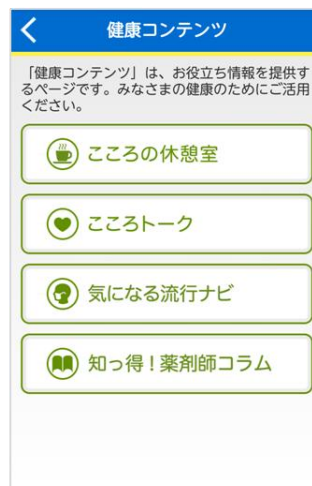 健康コンテンツ
「健康コンテンツ」は、お役立ち情報を提供す
るページです。みなさまの健康のためにご活用
ください。
こころの休憩室
こころトーク
気になる流行ナビ
知っ得！薬剤師コラム